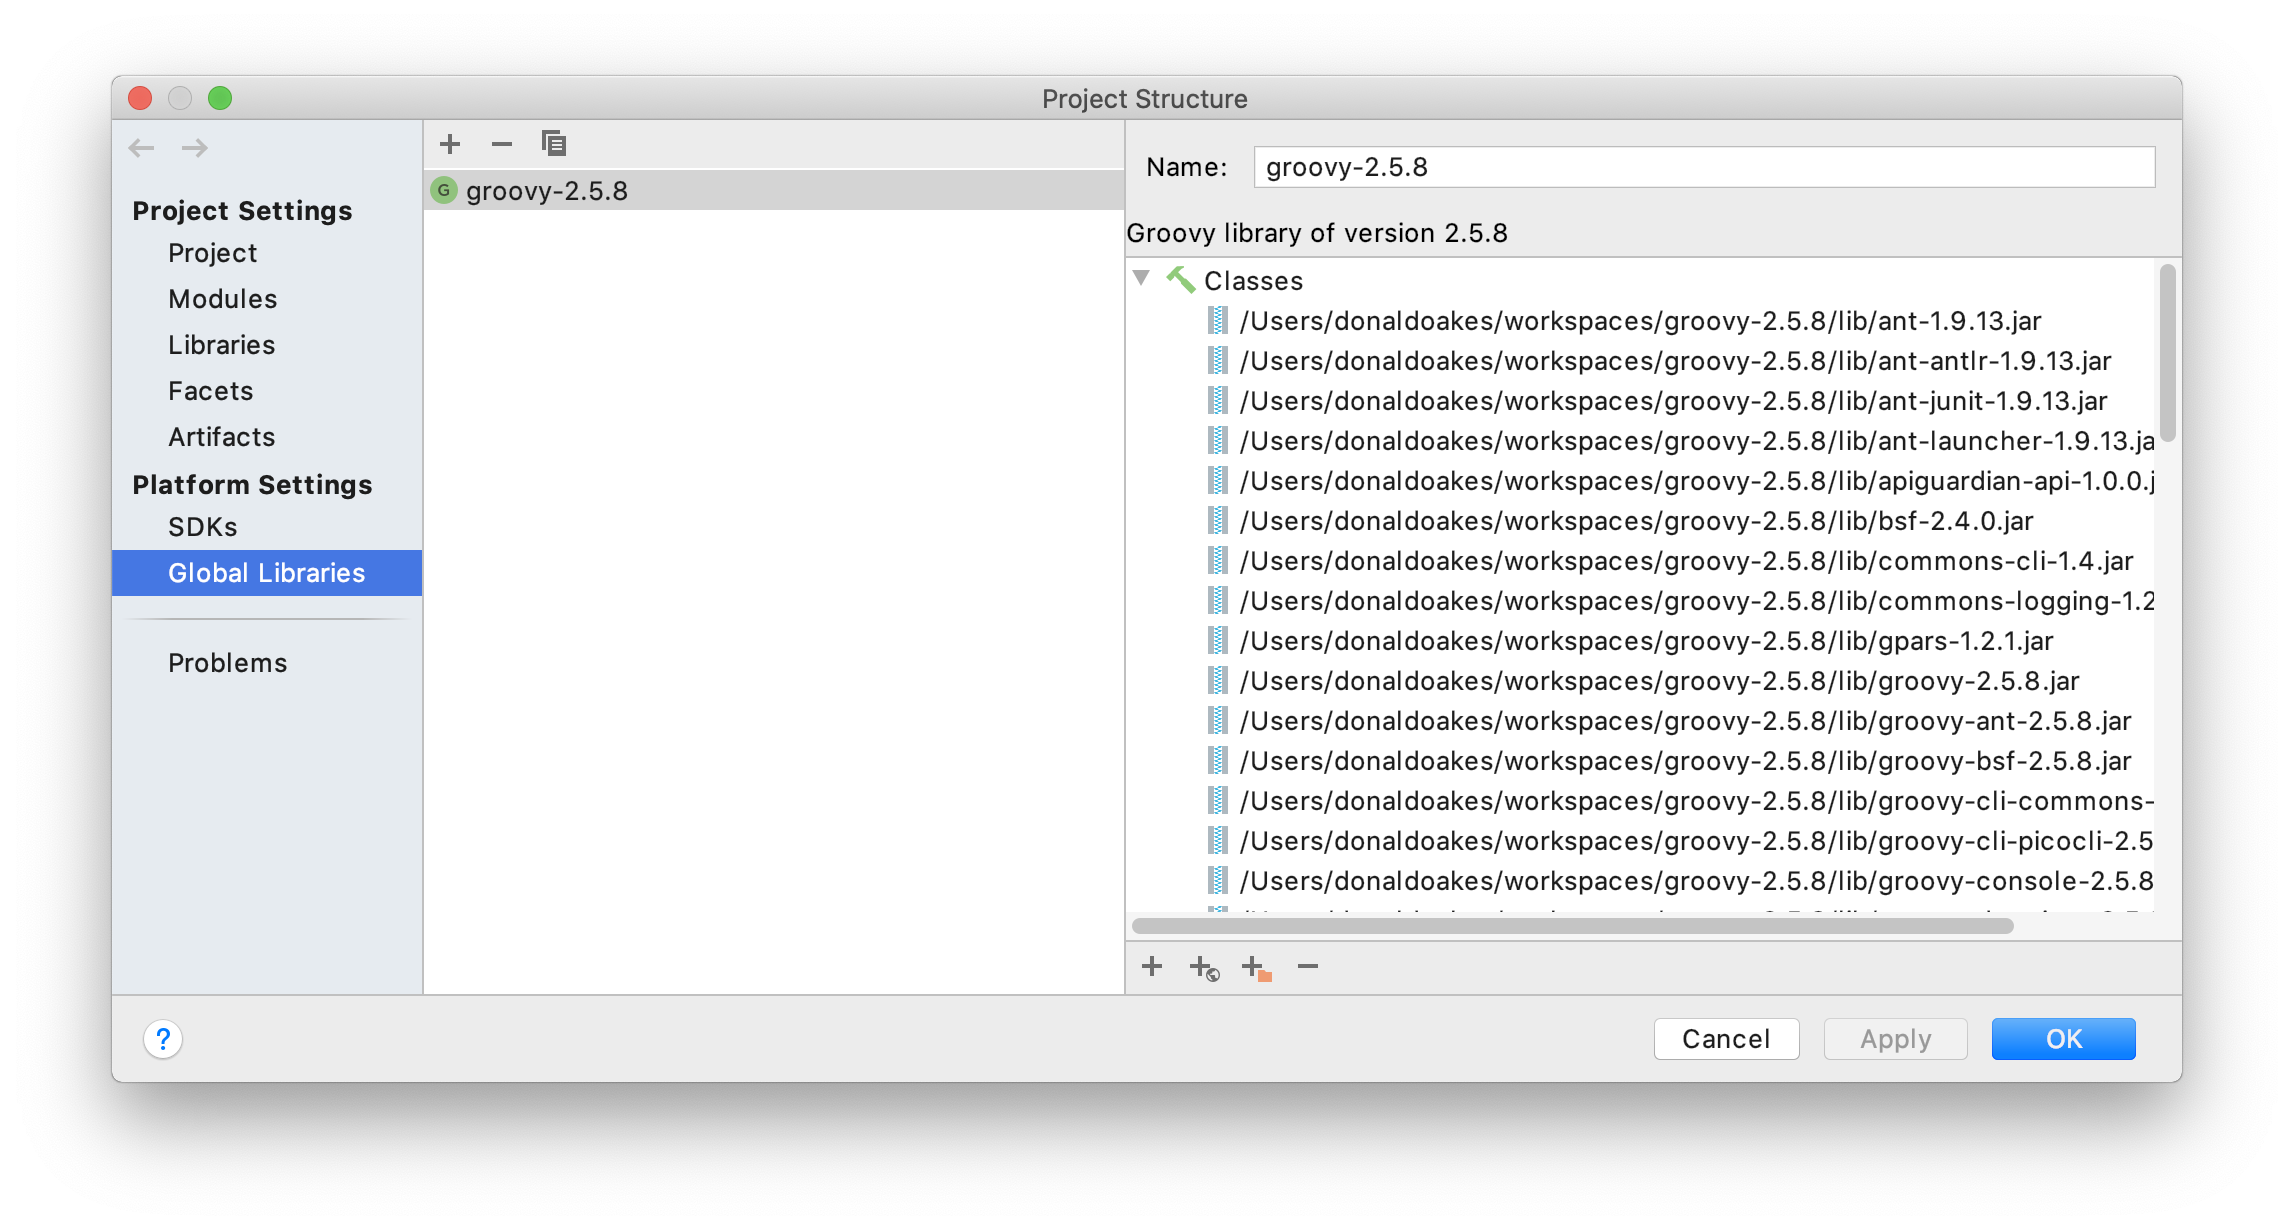 Project Structure
Project Settings
Project
Modules
Libraries
Facets
Artifacts
Platform Settings
SDKs
Global Libraries
Problems
G groovy-2.5.8
Name: groovy-2.5.8
Groovy library of version 2.5.8
Classes
/Users/donaldoakes/workspaces/groovy-2.5.8/lib/ant-1.9.13.jar
/Users/donaldoakes/workspaces/groovy-2.5.8/lib/ant-antlr-1.9.13.jar
/Users/donaldoakes/workspaces/groovy-2.5.8/lib/ant-junit-1.9.13.jar
/Users/donaldoakes/workspaces/groovy-2.5.8/lib/ant-launcher-1.9.13.ja
/Users/donaldoakes/workspaces/groovy-2.5.8/lib/apiguardian-api-1.0.0.j
/Users/donaldoakes/workspaces/groovy-2.5.8/lib/bsf-2.4.0.jar
/Users/donaldoakes/workspaces/groovy-2.5.8/lib/commons-cli-1.4.jar
/Users/donaldoakes/workspaces/groovy-2.5.8/lib/commons-logging-1.2
/Users/donaldoakes/workspaces/groovy-2.5.8/lib/gpars-1.2.1.jar
/Users/donaldoakes/workspaces/groovy-2.5.8/lib/groovy-2.5.8.jar
/Users/donaldoakes/workspaces/groovy-2.5.8/lib/groovy-ant-2.5.8.jar
/Users/donaldoakes/workspaces/groovy-2.5.8/lib/groovy-bsf-2.5.8.jar
/Users/donaldoakes/workspaces/groovy-2.5.8/lib/groovy-cli-commons-
/Users/donaldoakes/workspaces/groovy-2.5.8/lib/groovy-cli-picocli-2.5
/Users/donaldoakes/workspaces/groovy-2.5.8/lib/groovy-console-2.5.8
?
Cancel
Apply
OK